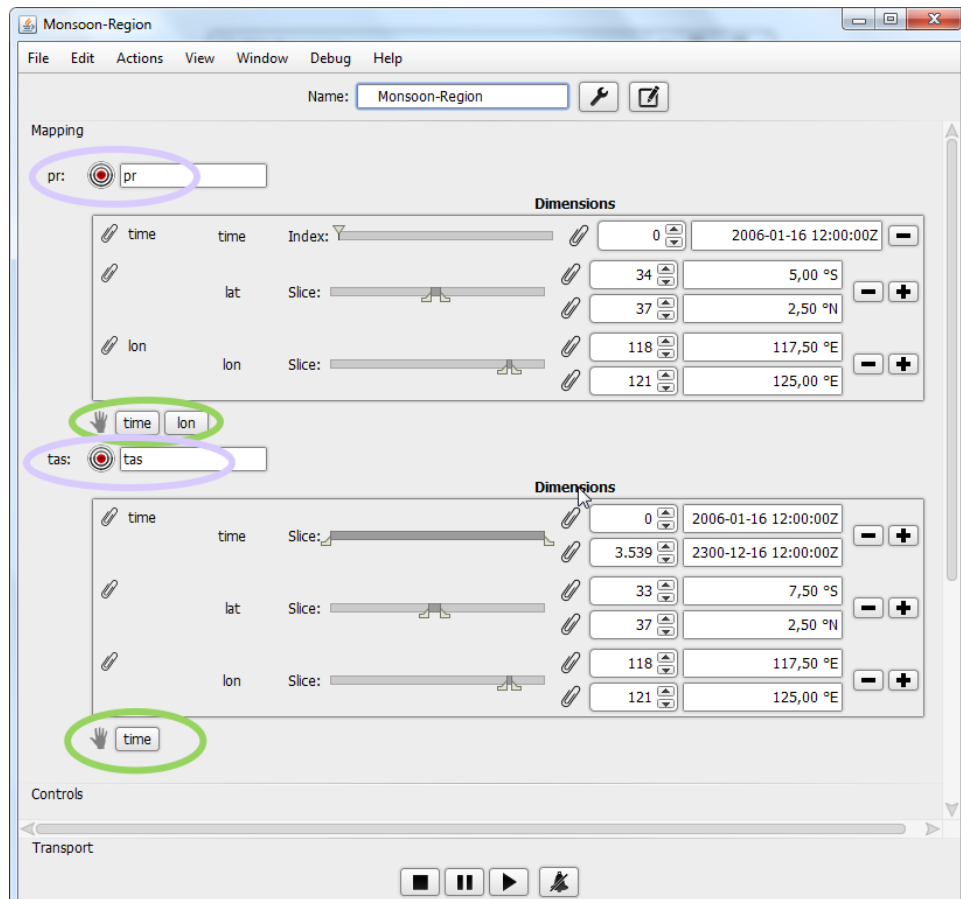 Monsoon-Region
File Edit Actions View Window Debug Help
Name: Monsoon-Region
Mapping
pr: pr
Dimensions
time time Index: 0 2006-01-16 12:00:00Z
34 5,00 °S
lat Slice:
37 2,50 °N
lon 118 117,50 °E
lon Slice:
121 125,00 °E
time lon
tas: tas
Dimensions
time 0 2006-01-16 12:00:00Z
time Slice:
3.539 2300-12-16 12:00:00Z
33 7,50 °S
lat Slice:
37 2,50 °N
118 117,50 °E
lon Slice:
121 125,00 °E
time
Controls
Transport